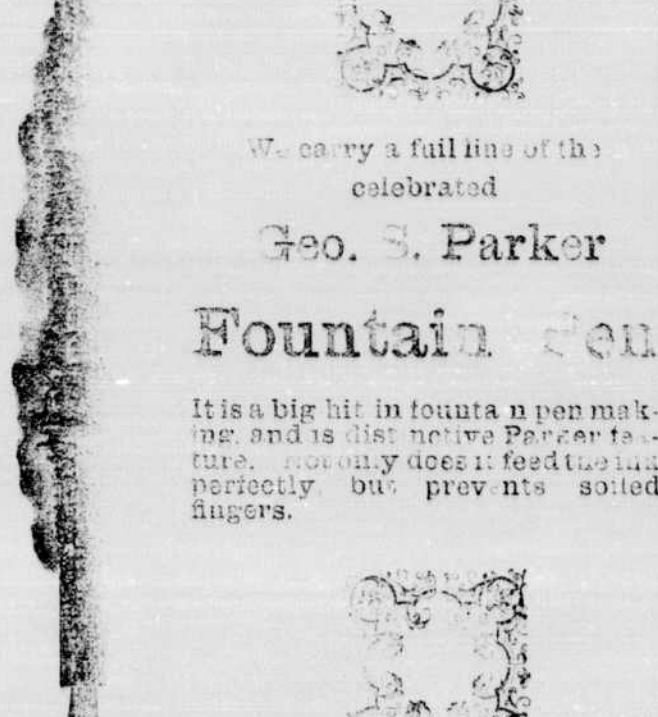 We carry a full line of the
celebrated
Geo. S. Parker
Fountain Pen
It is a big hit in fountain pen mak-
ing, and is distinctive Parker fea-
ture. Not only does it feed the ink
perfectly, but prevents soiled
fingers.